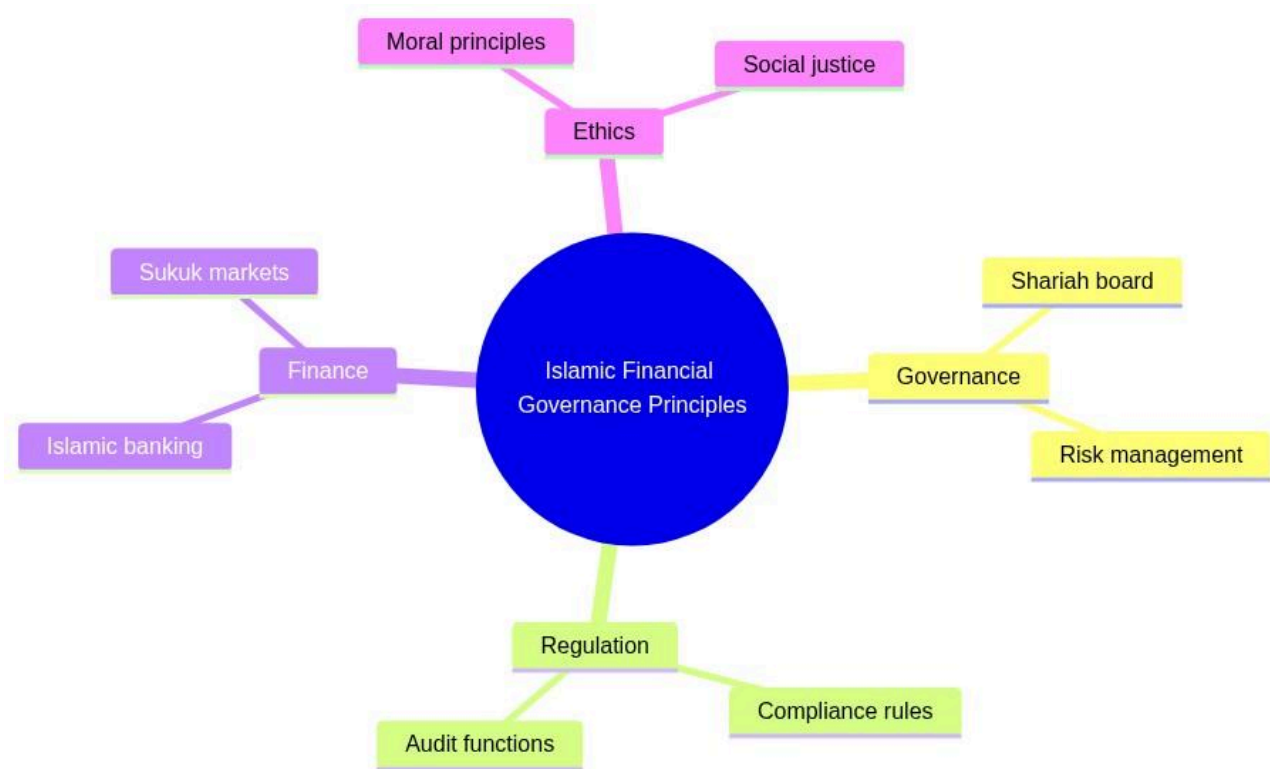 Moral principles
Social justice
Ethics
Sukuk markets
Shariah board
Finance
Islamic Financial
Governance Principles
Governance
Islamic banking
Risk management
Regulation
Compliance rules
Audit functions